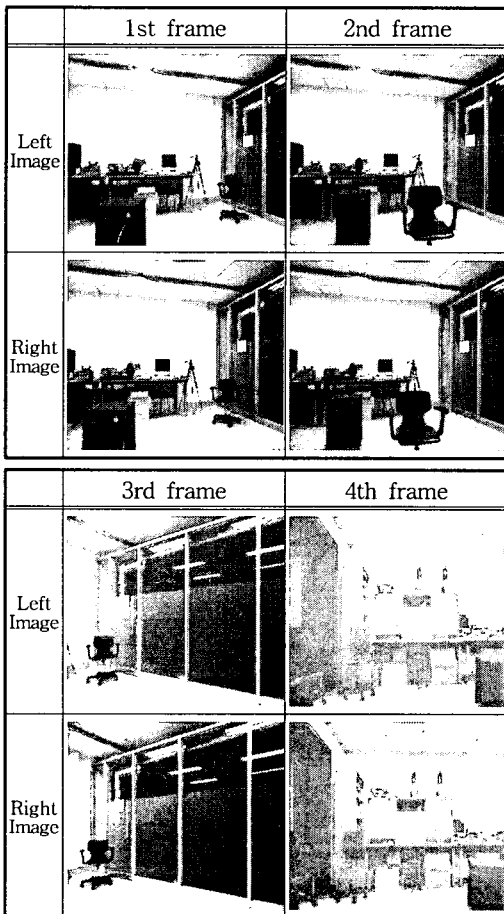 1st frame
2nd frame
Left
Image
Right
Image
3rd frame
4th frame
Left
Image
Right
Image